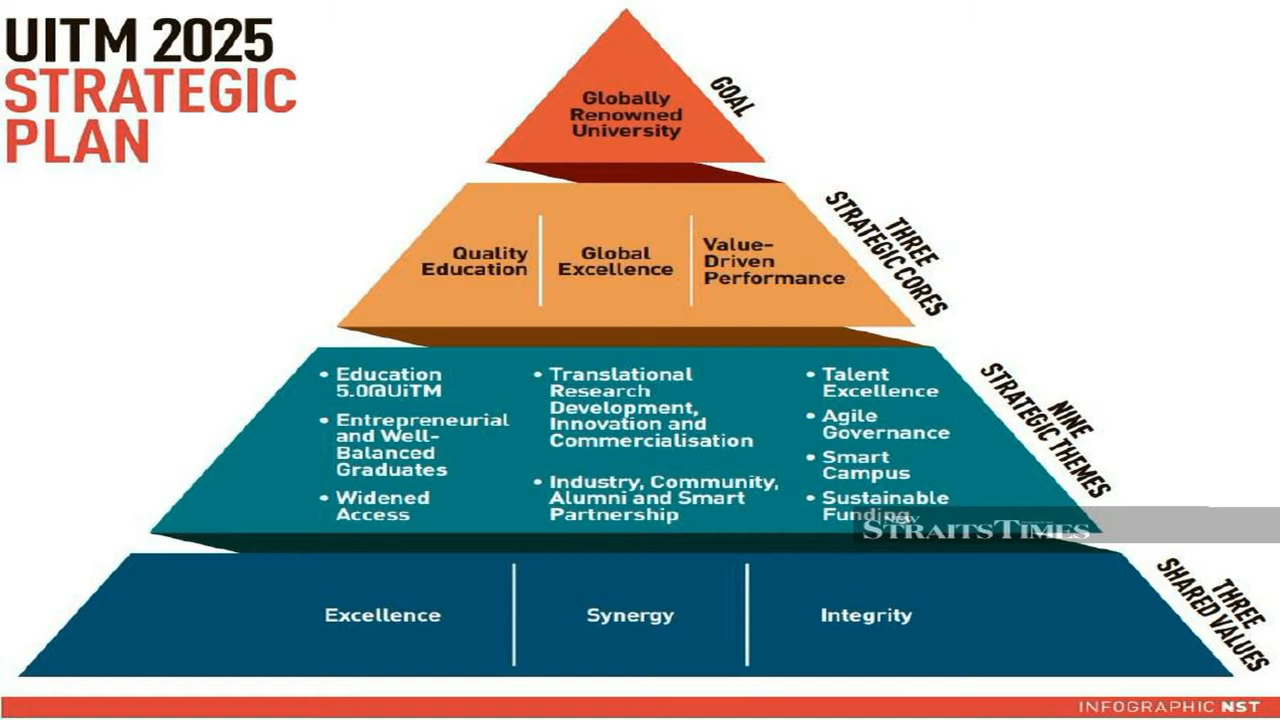 UITM 2025
STRATEGIC
PLAN
Globally
Renowned
University
GOAL
Quality
Education
Global
Excellence
Value-
Driven
Performance
THREE
STRATEGIC CORES
• Education
5.0@UiTM
• Entrepreneurial
and Well-
Balanced
Graduates
• Widened
Access
• Translational
Research
Development,
Innovation and
Commercialisation
• Industry, Community,
Alumni and Smart
Partnership
• Talent
Excellence
• Agile
Governance
• Smart
Campus
• Sustainable
Funding
NINE
STRATEGIC THEMES
NEW
STRAITS TIMES
Excellence
Synergy
Integrity
THREE
SHARED VALUES
INFOGRAPHIC NST